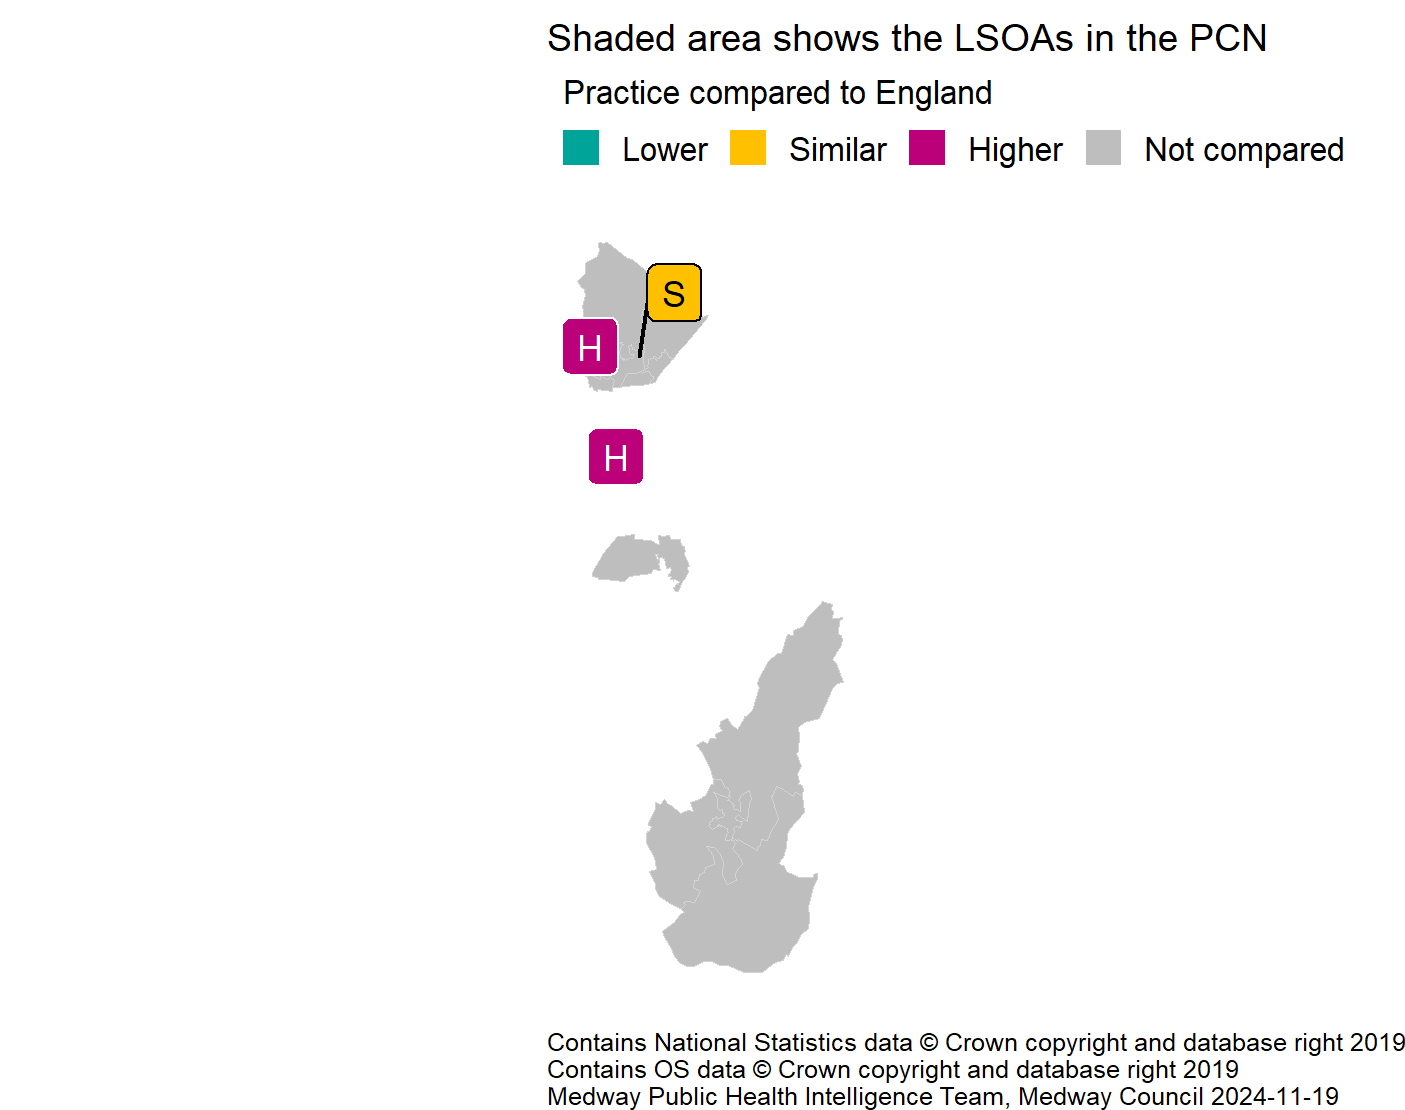 Shaded area shows the LSOAs in the PCN
Practice compared to England
Lower Similar Higher Not compared
S
H
H
Contains National Statistics data © Crown copyright and database right 2019
Contains OS data © Crown copyright and database right 2019
Medway Public Health Intelligence Team, Medway Council 2024-11-19